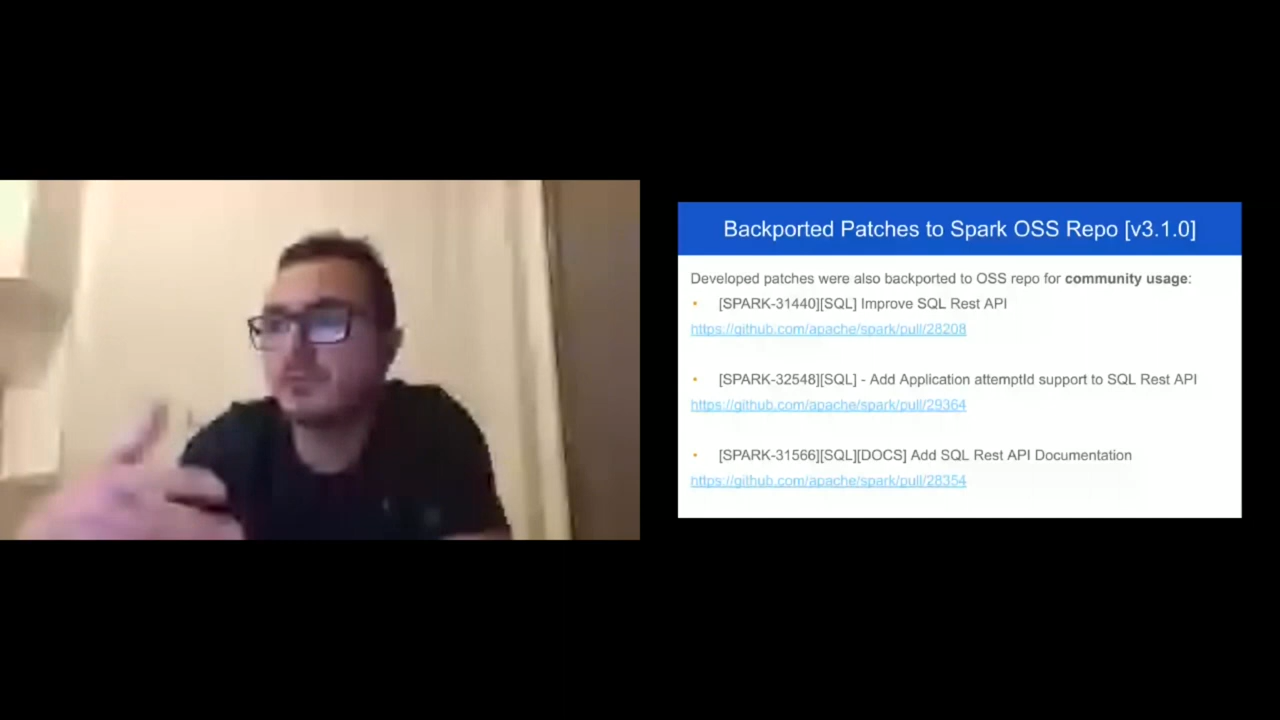 Backported Patches to Spark OSS Repo [v3.1.0]
Developed patches were also backported to OSS repo for community usage:
• [SPARK-31440][SQL] Improve SQL Rest API
https://github.com/apache/spark/pull/28208
• [SPARK-32548][SQL] - Add Application attemptId support to SQL Rest API
https://github.com/apache/spark/pull/29364
• [SPARK-31566][SQL][DOCS] Add SQL Rest API Documentation
https://github.com/apache/spark/pull/28354